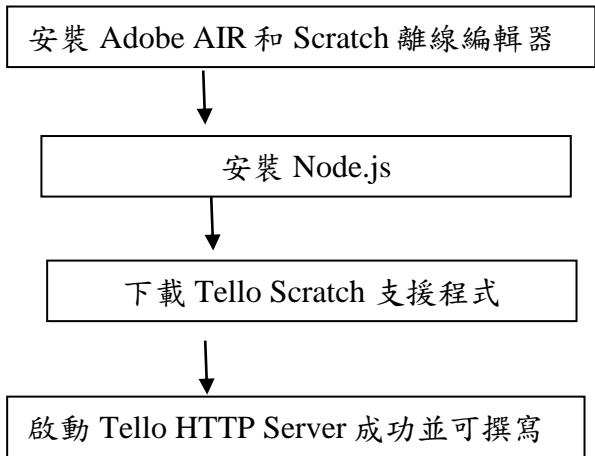 安裝 Adobe AIR 和 Scratch 離線編輯器
安裝 Node.js
下載 Tello Scratch 支援程式
啟動 Tello HTTP Server 成功並可撰寫